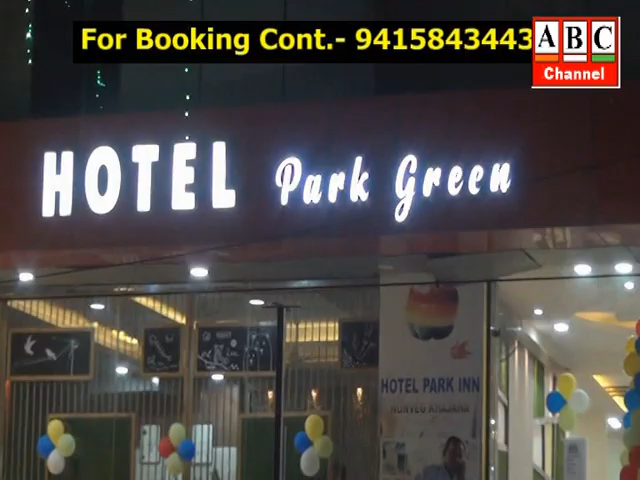 For Booking Cont.- 9415843443
ABC
Channel
HOTEL Park Green
HOTEL PARK INN